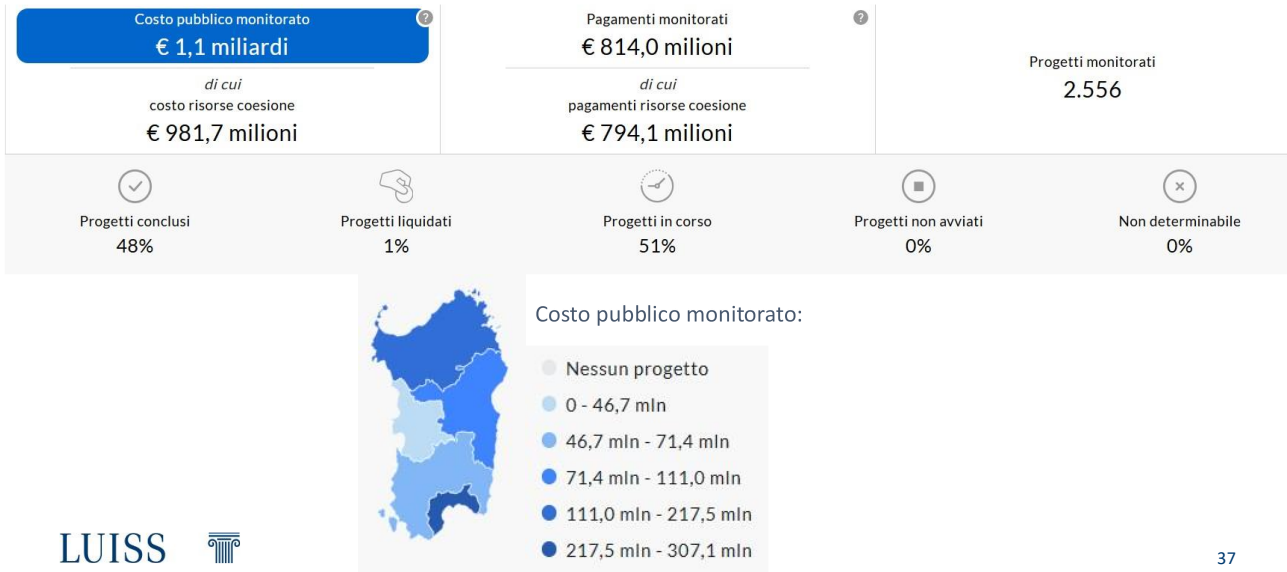 Costo pubblico monitorato
?
€ 1,1 miliardi
di cui
costo risorse coesione
€ 981,7 milioni
Pagamenti monitorati
?
€ 814,0 milioni
di cui
pagamenti risorse coesione
€ 794,1 milioni
Progetti monitorati
2.556
Progetti conclusi
48%
Progetti liquidati
1%
Progetti in corso
51%
Progetti non avviati
0%
Non determinabile
0%
Costo pubblico monitorato:
Nessun progetto
0 - 46,7 mln
46,7 mln - 71,4 mln
71,4 mln - 111,0 mln
111,0 mln - 217,5 mln
217,5 mln - 307,1 mln
LUISS
37